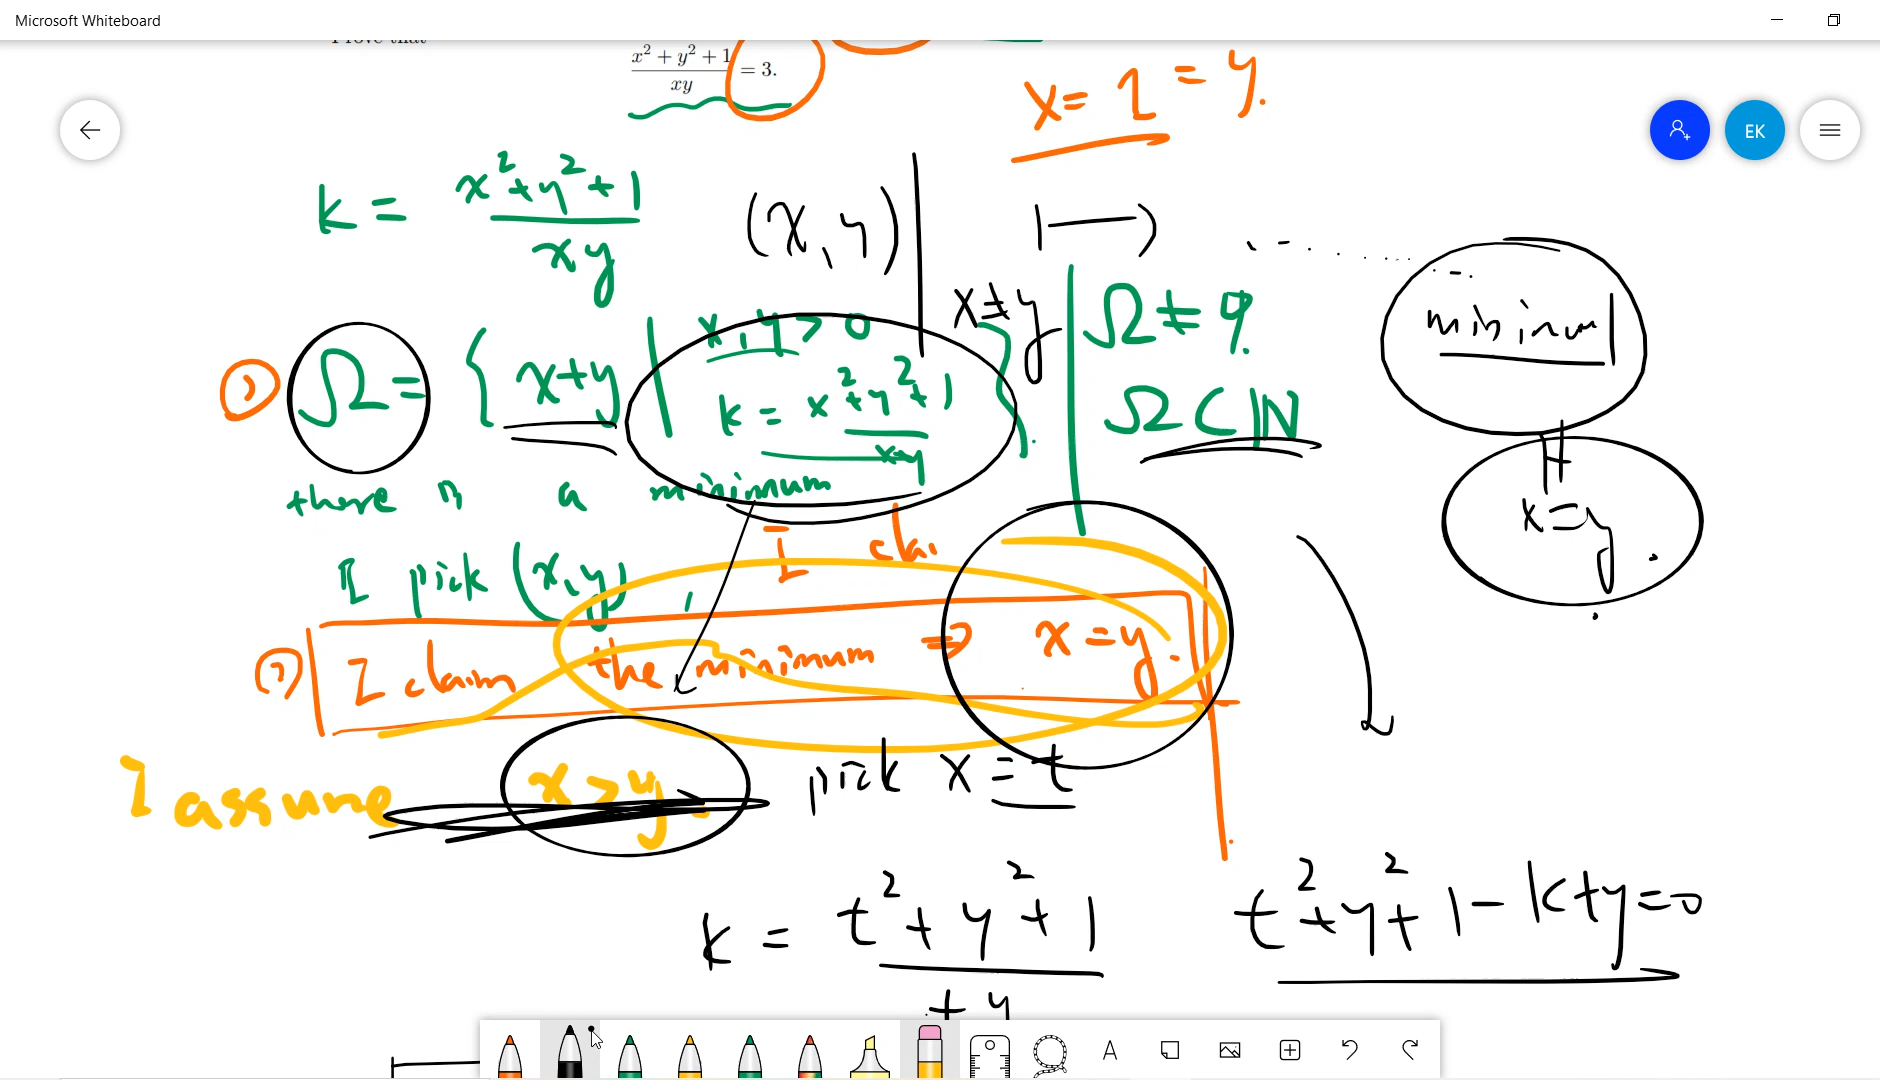 Microsoft Whiteboard
x² + y² + 1
xy
= 3.
x = 1 = y.
EK
k = x²+y²+1
xy
(x, y)
x ≠ y
minimal
① Ω = { x+y | x, y > 0
k = x²+y²+1
xy
}.
Ω ≠ φ.
Ω ⊂ ℕ
x = y.
there is a minimum
I pick (x, y),
I clai
② I claim the minimum ⇒ x = y.
I assume x > y.
pick x = t
k = t² + y² + 1
ty
t² + y² + 1 - kty = 0
A